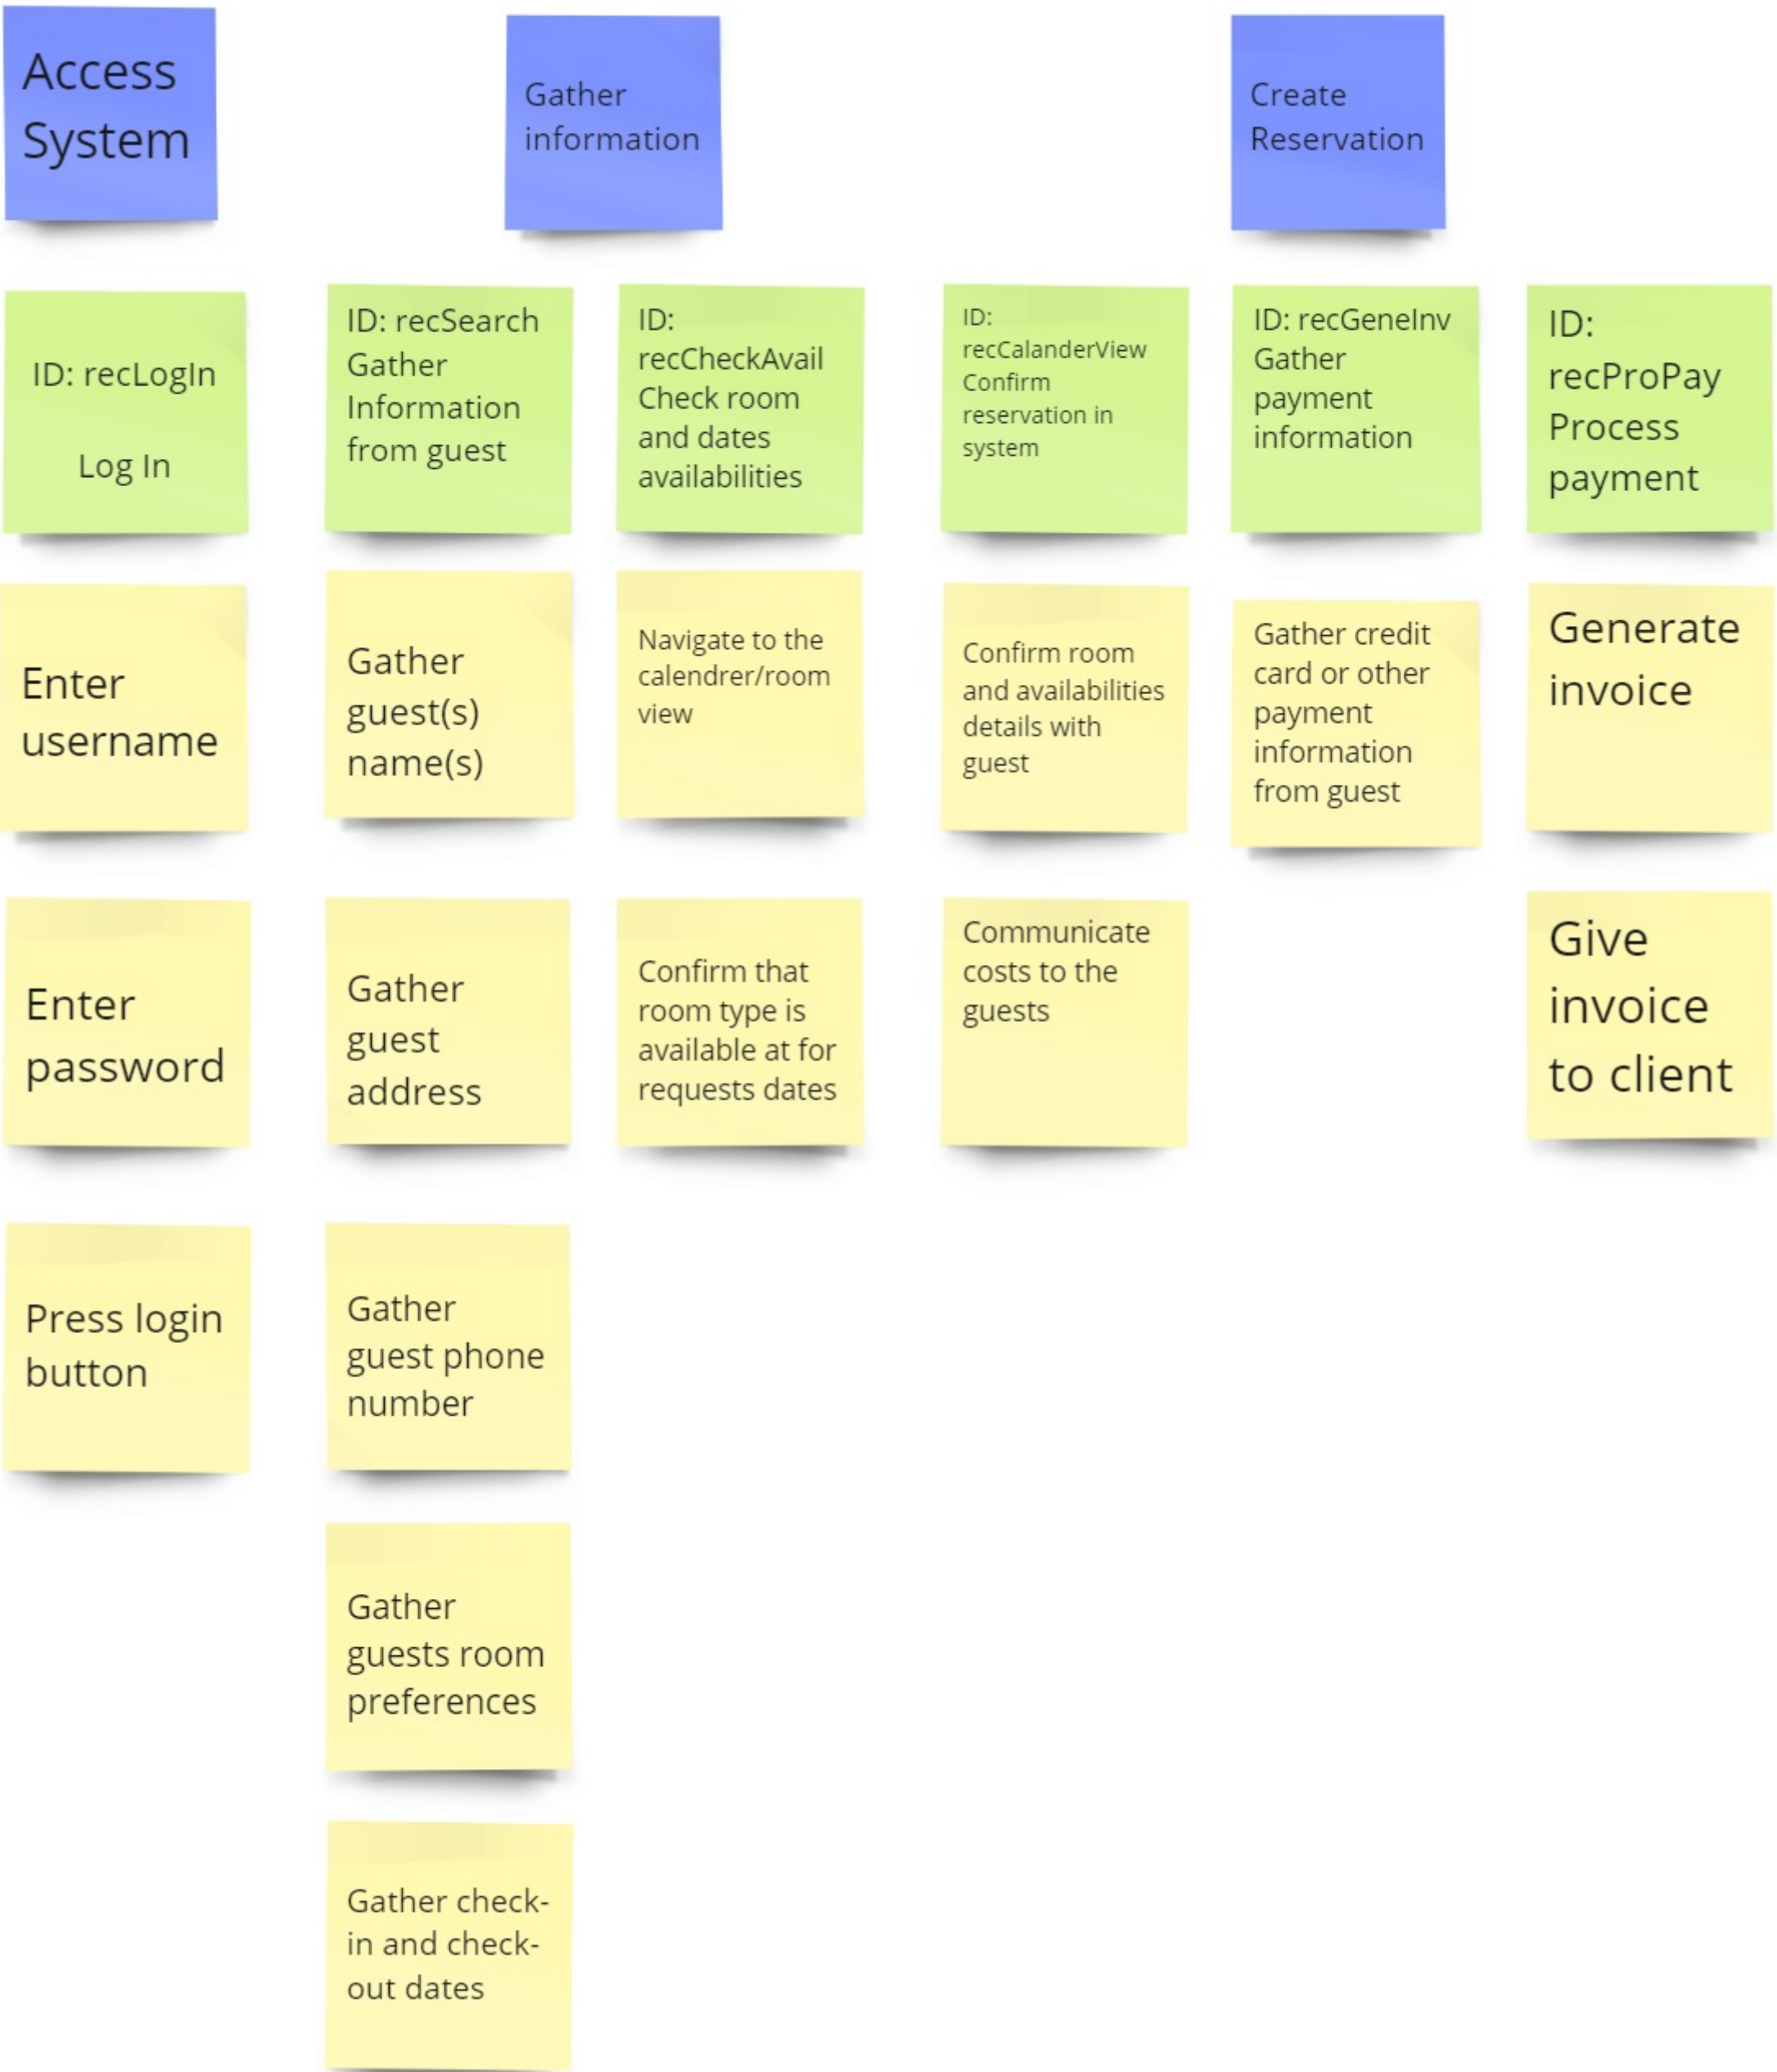 Access
System
Gather
information
Create
Reservation
ID: recLogIn
Log In
ID: recSearch
Gather
Information
from guest
ID:
recCheckAvail
Check room
and dates
availabilities
ID:
recCalanderView
Confirm
reservation in
system
ID: recGeneInv
Gather
payment
information
ID:
recProPay
Process
payment
Enter
username
Gather
guest(s)
name(s)
Navigate to the
calendrer/room
view
Confirm room
and availabilities
details with
guest
Gather credit
card or other
payment
information
from guest
Generate
invoice
Enter
password
Gather
guest
address
Confirm that
room type is
available at for
requests dates
Communicate
costs to the
guests
Give
invoice
to client
Press login
button
Gather
guest phone
number
Gather
guests room
preferences
Gather check-
in and check-
out dates